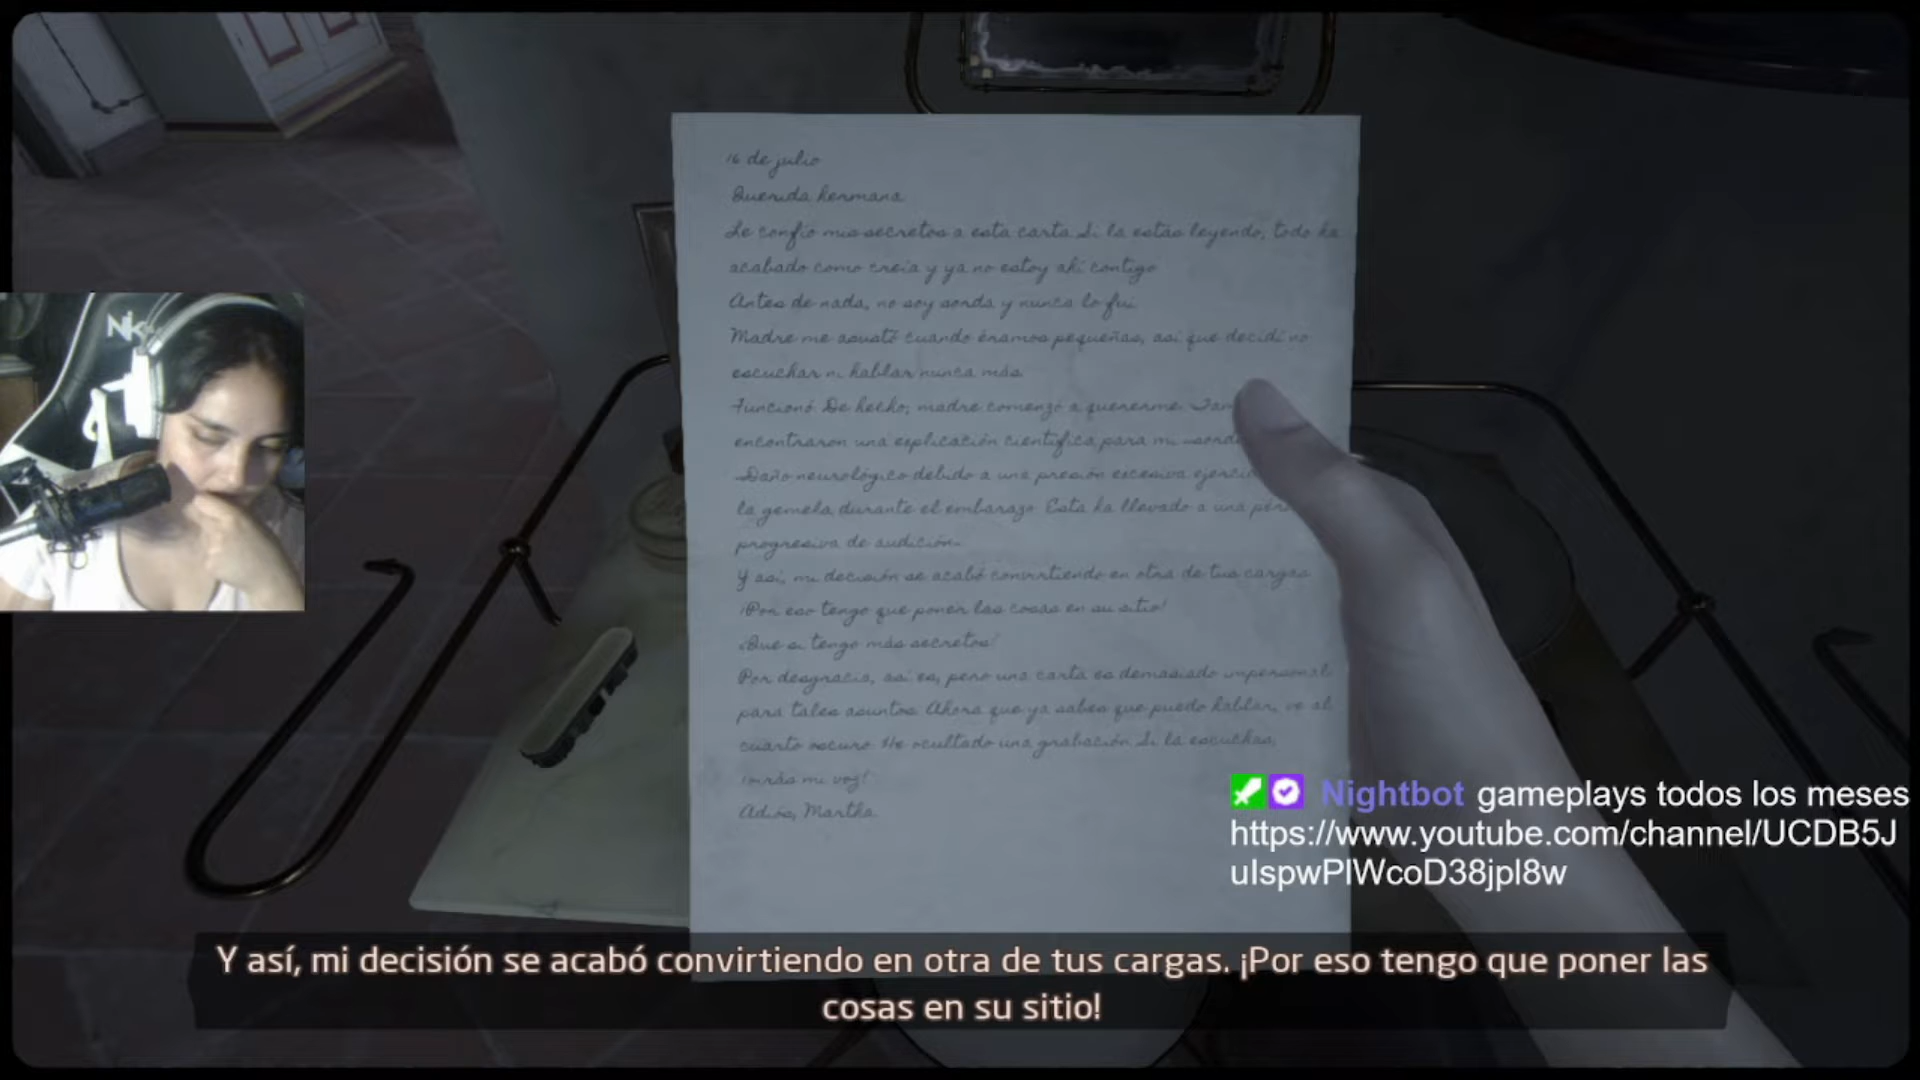 16 de julio
Querida hermana
Le confío mis secretos a esta carta. Si la estás leyendo, todo ha
acabado como creía y ya no estoy ahí contigo
Antes de nada, no soy sorda y nunca lo fui.
Madre me asustó cuando éramos pequeñas, así que decidí no
escuchar ni hablar nunca más.
Funcionó. De hecho, madre comenzó a quererme.
encontraron una explicación científica para mi
Daño neurológico debido a una presión excesiva
la gemela durante el embarazo. Esta ha llevado a una
progresiva de audición.
Y así, mi decisión se acabó convirtiendo en otra de tus cargas.
¡Por eso tengo que poner las cosas en su sitio!
¿Que si tengo más secretos?
Por desgracia, así es, pero una carta es demasiado impersonal
para tales asuntos. Ahora que ya sabes que puedo hablar, ve al
cuarto oscuro. He ocultado una grabación. Si la escuchas,
mi voz!
Adiós, Martha.
Nightbot gameplays todos los meses
https://www.youtube.com/channel/UCDB5J
uIspwPlWcoD38jpl8w
Y así, mi decisión se acabó convirtiendo en otra de tus cargas. ¡Por eso tengo que poner las
cosas en su sitio!